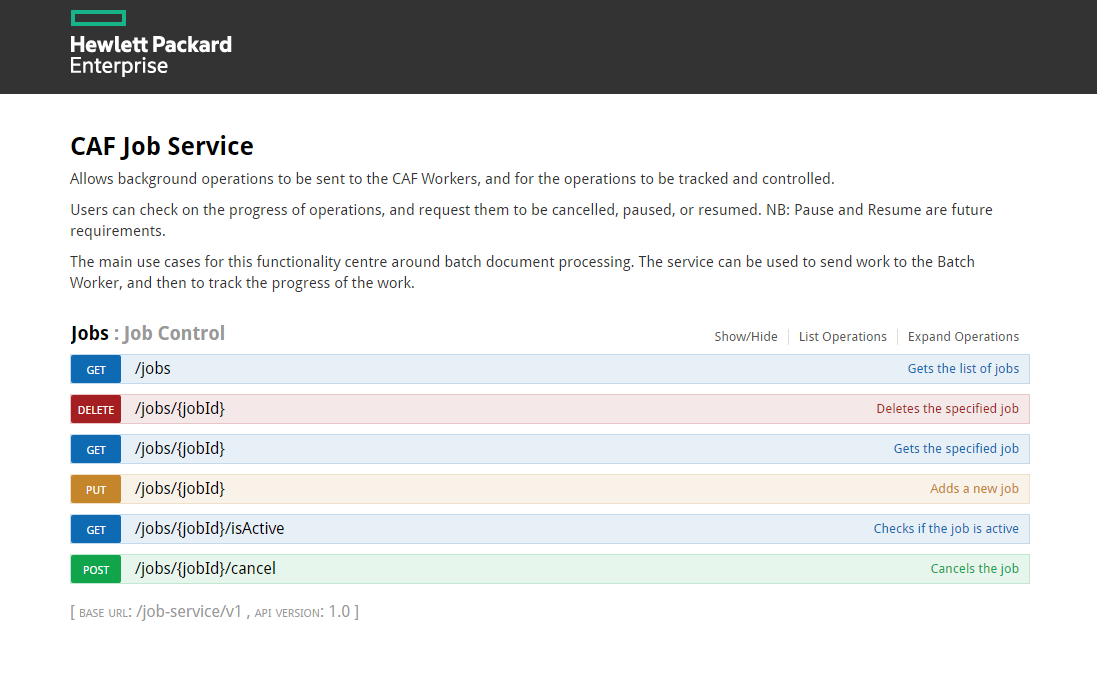 Hewlett Packard
Enterprise
CAF Job Service
Allows background operations to be sent to the CAF Workers, and for the operations to be tracked and controlled.
Users can check on the progress of operations, and request them to be cancelled, paused, or resumed. NB: Pause and Resume are future
requirements.
The main use cases for this functionality centre around batch document processing. The service can be used to send work to the Batch
Worker, and then to track the progress of the work.
Jobs : Job Control Show/Hide List Operations Expand Operations
GET /jobs Gets the list of jobs
DELETE /jobs/{jobId} Deletes the specified job
GET /jobs/{jobId} Gets the specified job
PUT /jobs/{jobId} Adds a new job
GET /jobs/{jobId}/isActive Checks if the job is active
POST /jobs/{jobId}/cancel Cancels the job
[ BASE URL: /job-service/v1 , API VERSION: 1.0 ]